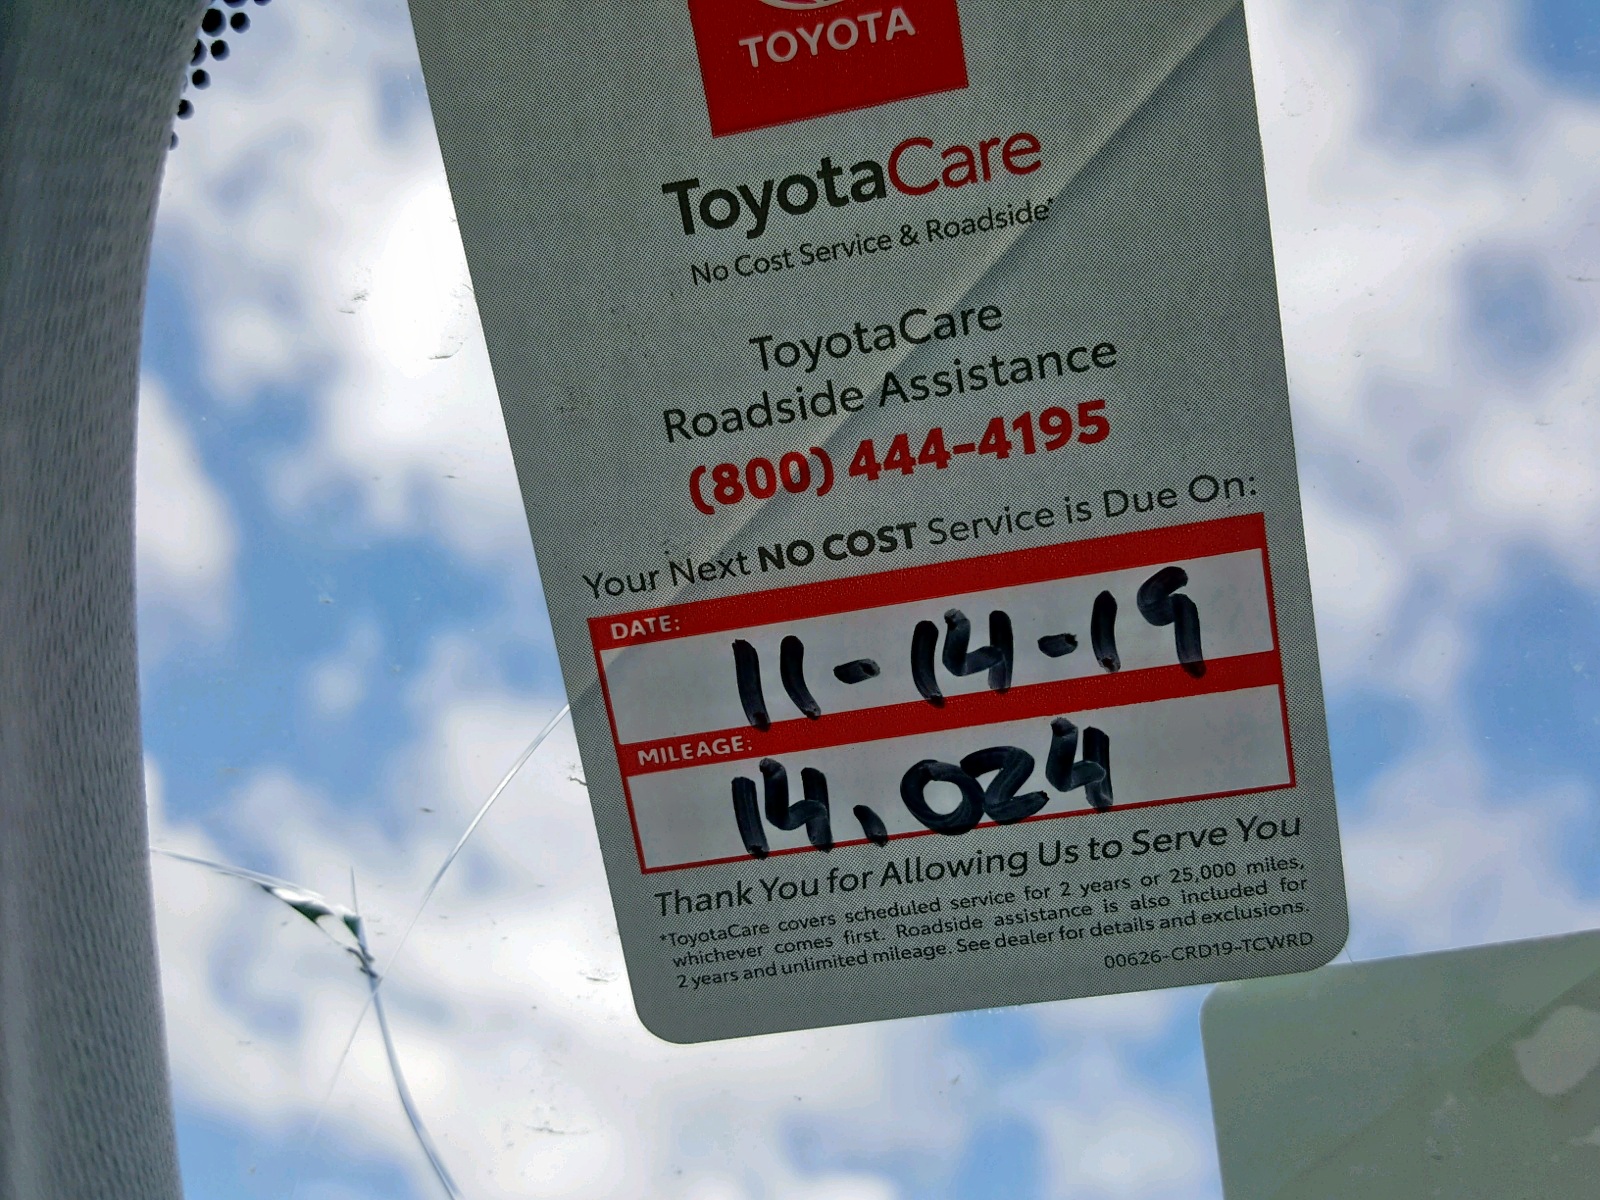 TOYOTA
ToyotaCare
No Cost Service & Roadside*
ToyotaCare
Roadside Assistance
(800) 444-4195
Your Next NO COST Service is Due On:
DATE:
11-14-19
MILEAGE:
14,024
Thank You for Allowing Us to Serve You
*ToyotaCare covers scheduled service for 2 years or 25,000 miles,
whichever comes first. Roadside assistance is also included for
2 years and unlimited mileage. See dealer for details and exclusions.
00626-CRD19-TCWRD